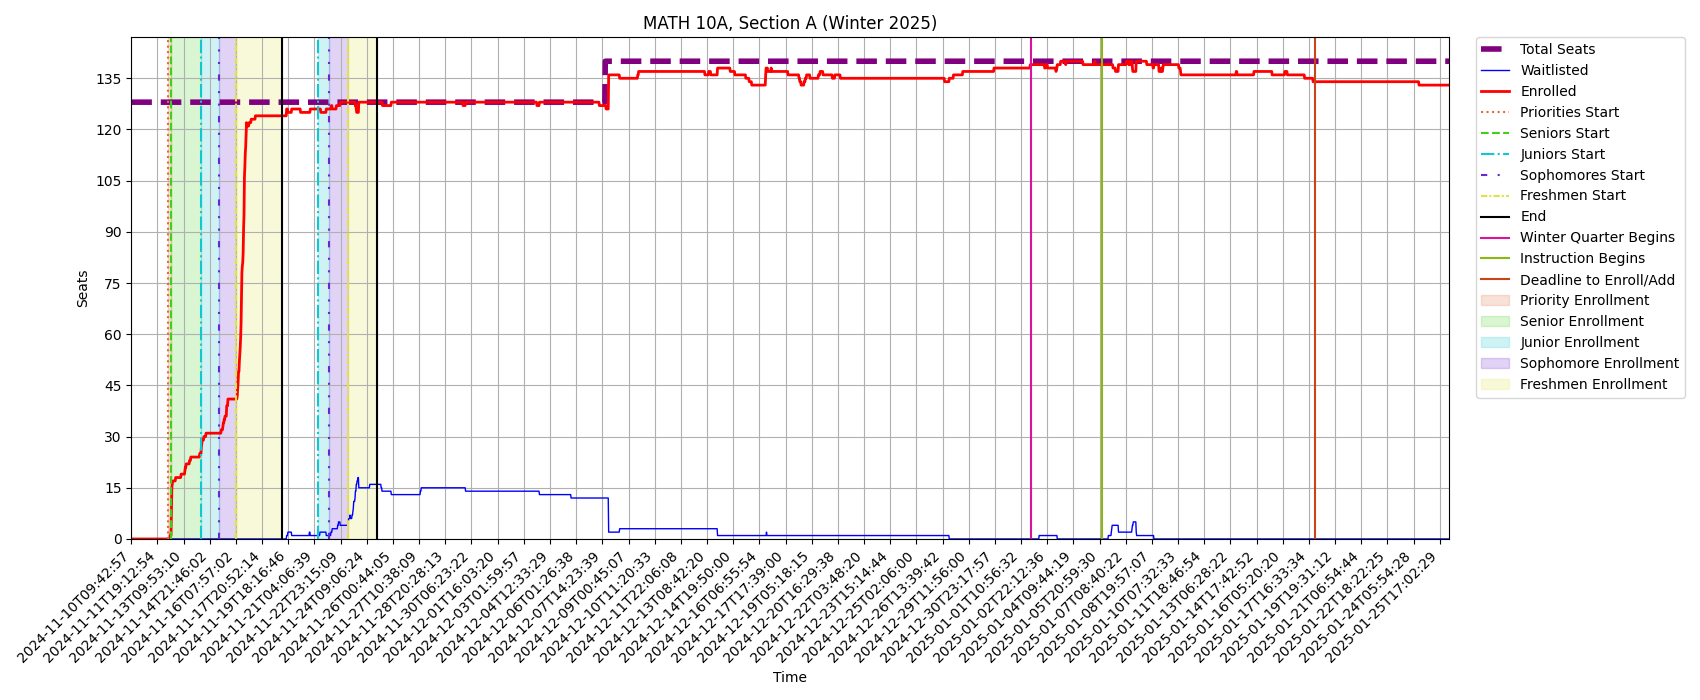 MATH 10A, Section A (Winter 2025)
Seats
135
120
105
90
75
60
45
30
15
0
2024-11-10T09:42:57
2024-11-11T19:12:54
2024-11-13T09:53:10
2024-11-14T21:46:02
2024-11-16T07:57:02
2024-11-17T20:52:14
2024-11-19T18:16:46
2024-11-21T04:06:39
2024-11-22T23:15:09
2024-11-24T09:06:24
2024-11-26T00:44:05
2024-11-27T10:38:09
2024-11-28T20:28:13
2024-11-30T06:23:22
2024-12-01T16:03:20
2024-12-03T01:59:57
2024-12-04T12:33:29
2024-12-06T01:26:38
2024-12-07T14:23:39
2024-12-09T00:45:07
2024-12-10T11:20:33
2024-12-11T22:06:08
2024-12-13T08:42:20
2024-12-14T19:50:00
2024-12-16T06:55:54
2024-12-17T17:39:00
2024-12-19T05:18:15
2024-12-20T16:29:38
2024-12-22T03:48:20
2024-12-23T15:14:44
2024-12-25T02:06:00
2024-12-26T13:39:42
2024-12-29T11:56:00
2024-12-30T23:17:57
2025-01-01T10:56:32
2025-01-02T22:12:36
2025-01-04T09:44:19
2025-01-05T20:59:30
2025-01-07T08:40:22
2025-01-08T19:57:07
2025-01-10T07:32:33
2025-01-11T18:46:54
2025-01-13T06:28:22
2025-01-14T17:42:52
2025-01-16T05:20:20
2025-01-17T16:33:34
2025-01-19T19:31:12
2025-01-21T06:54:44
2025-01-22T18:22:25
2025-01-24T05:54:28
2025-01-25T17:02:29
Time
Total Seats
Waitlisted
Enrolled
Priorities Start
Seniors Start
Juniors Start
Sophomores Start
Freshmen Start
End
Winter Quarter Begins
Instruction Begins
Deadline to Enroll/Add
Priority Enrollment
Senior Enrollment
Junior Enrollment
Sophomore Enrollment
Freshmen Enrollment